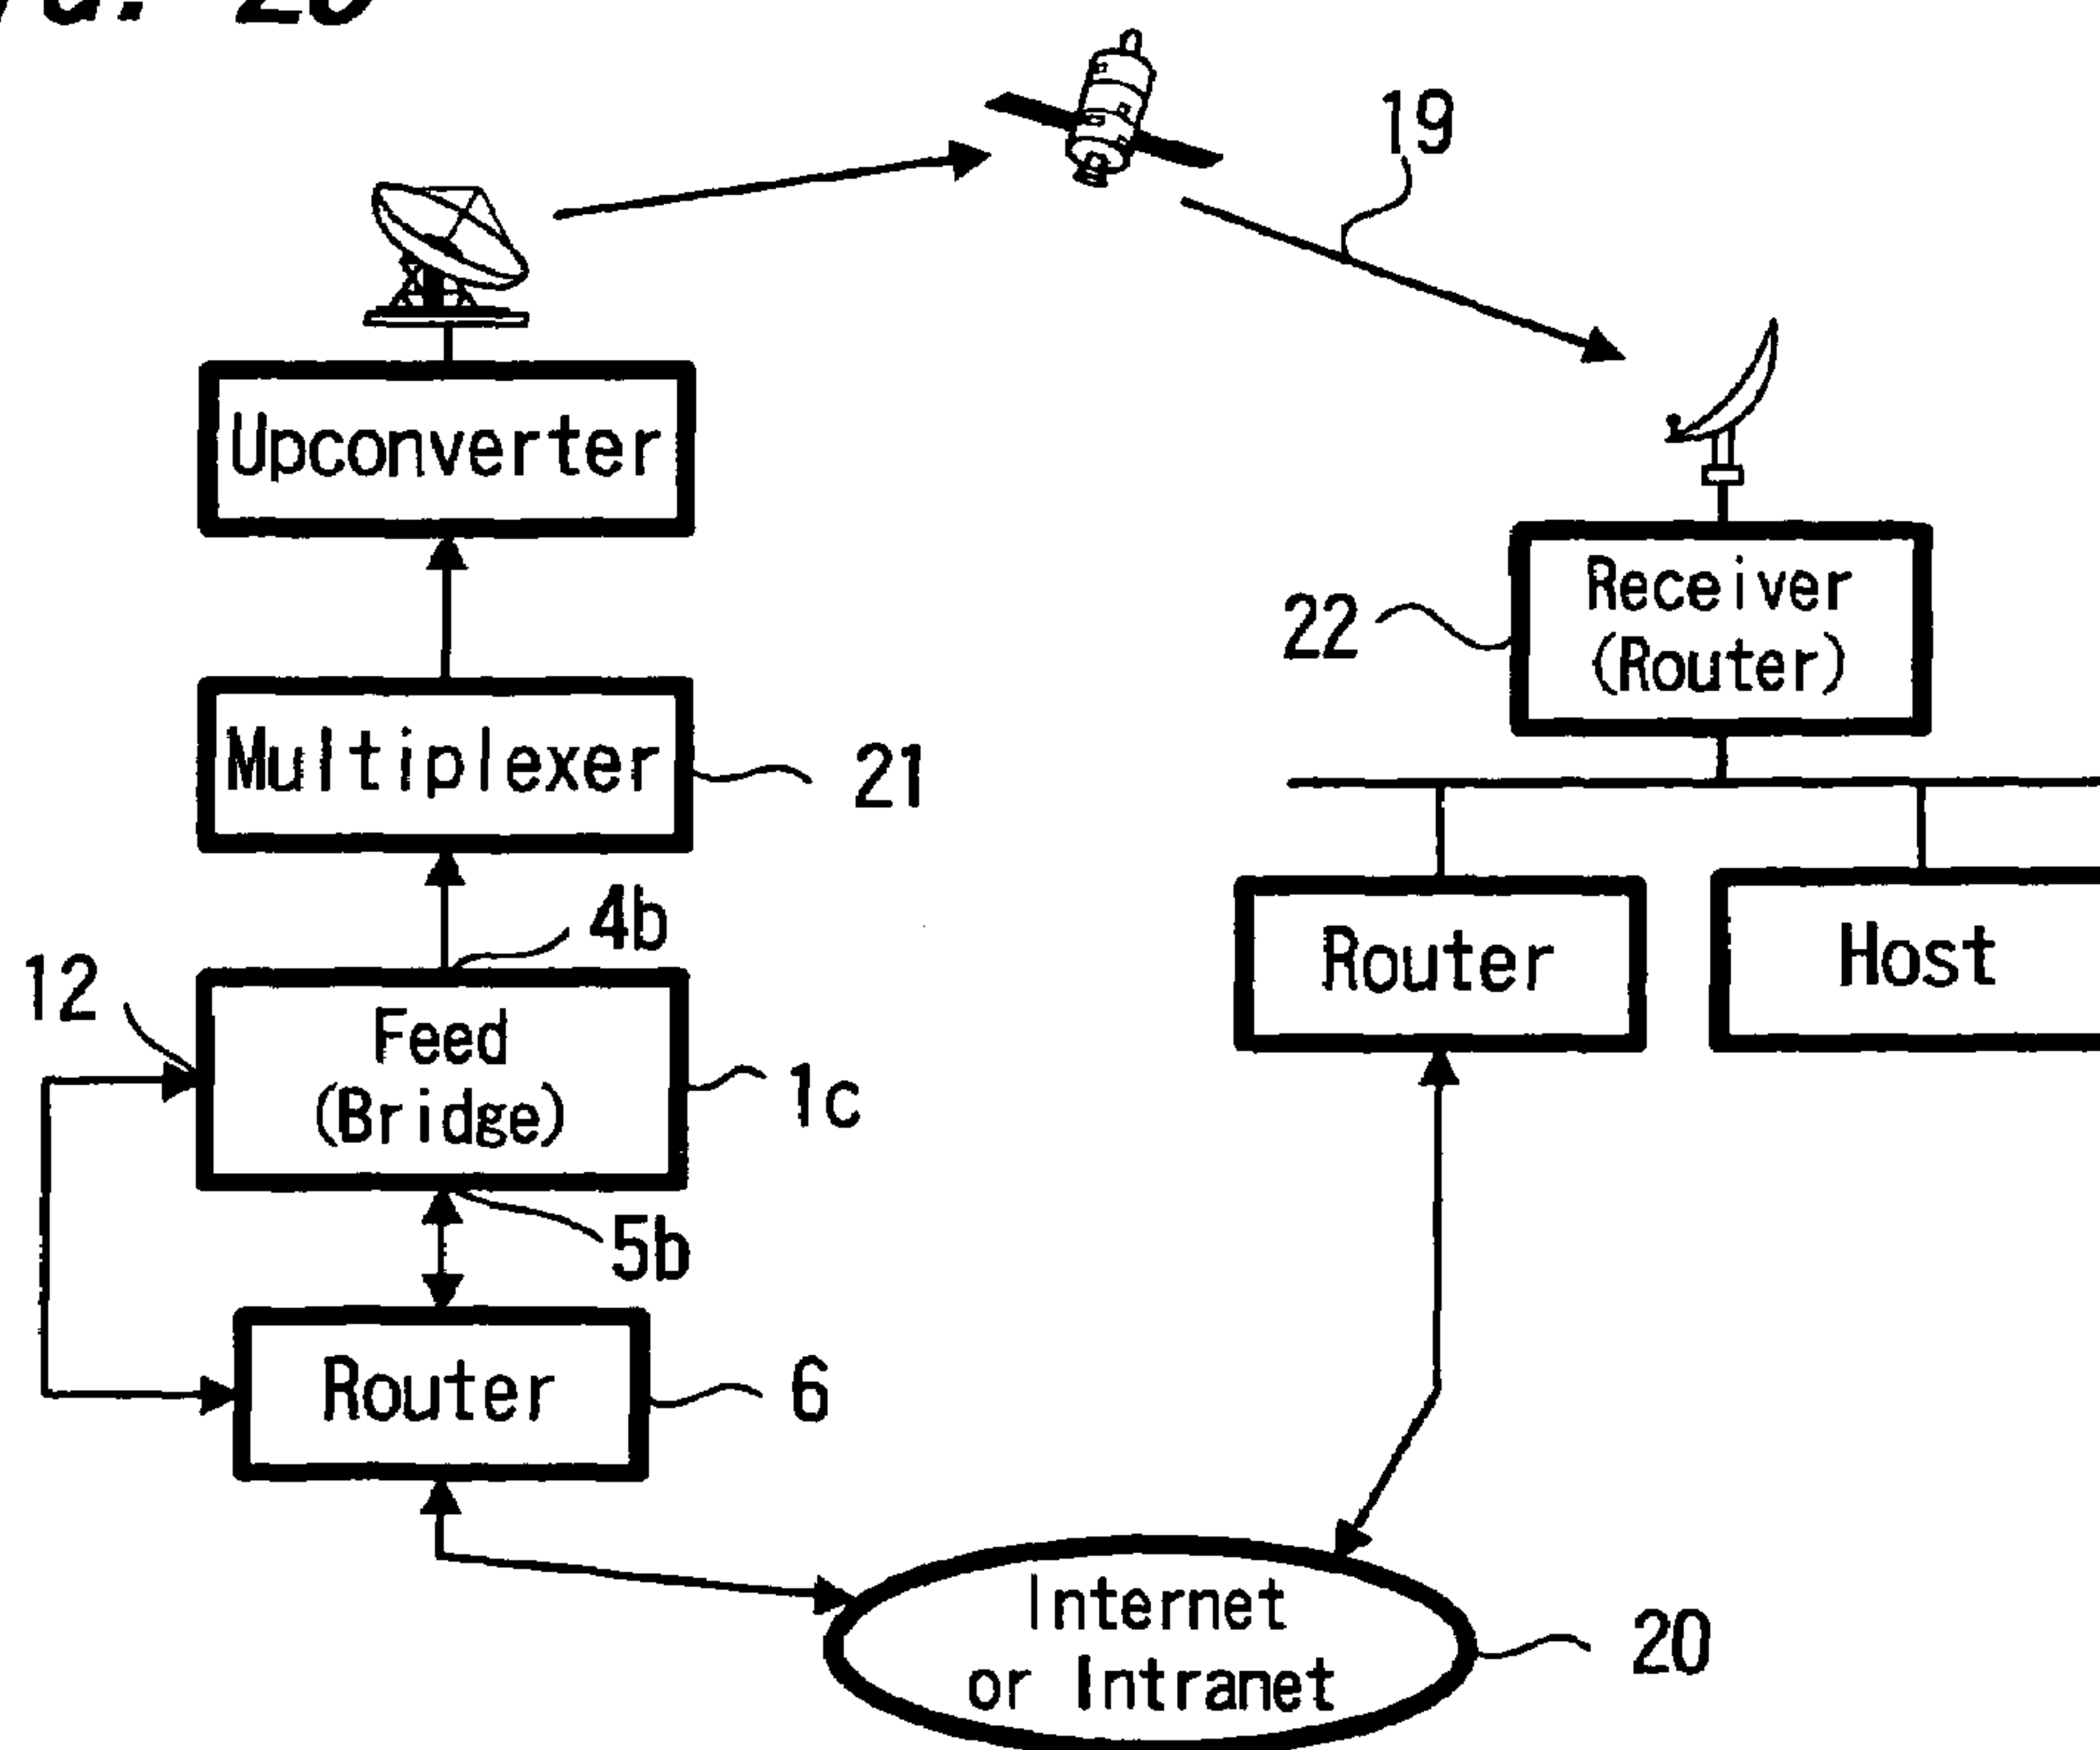 19
Upconverter
Receiver
(Router)
22
Multiplexer
21
4b
12
Feed
(Bridge)
1c
Router
Host
5b
Router
6
Internet
or Intranet
20